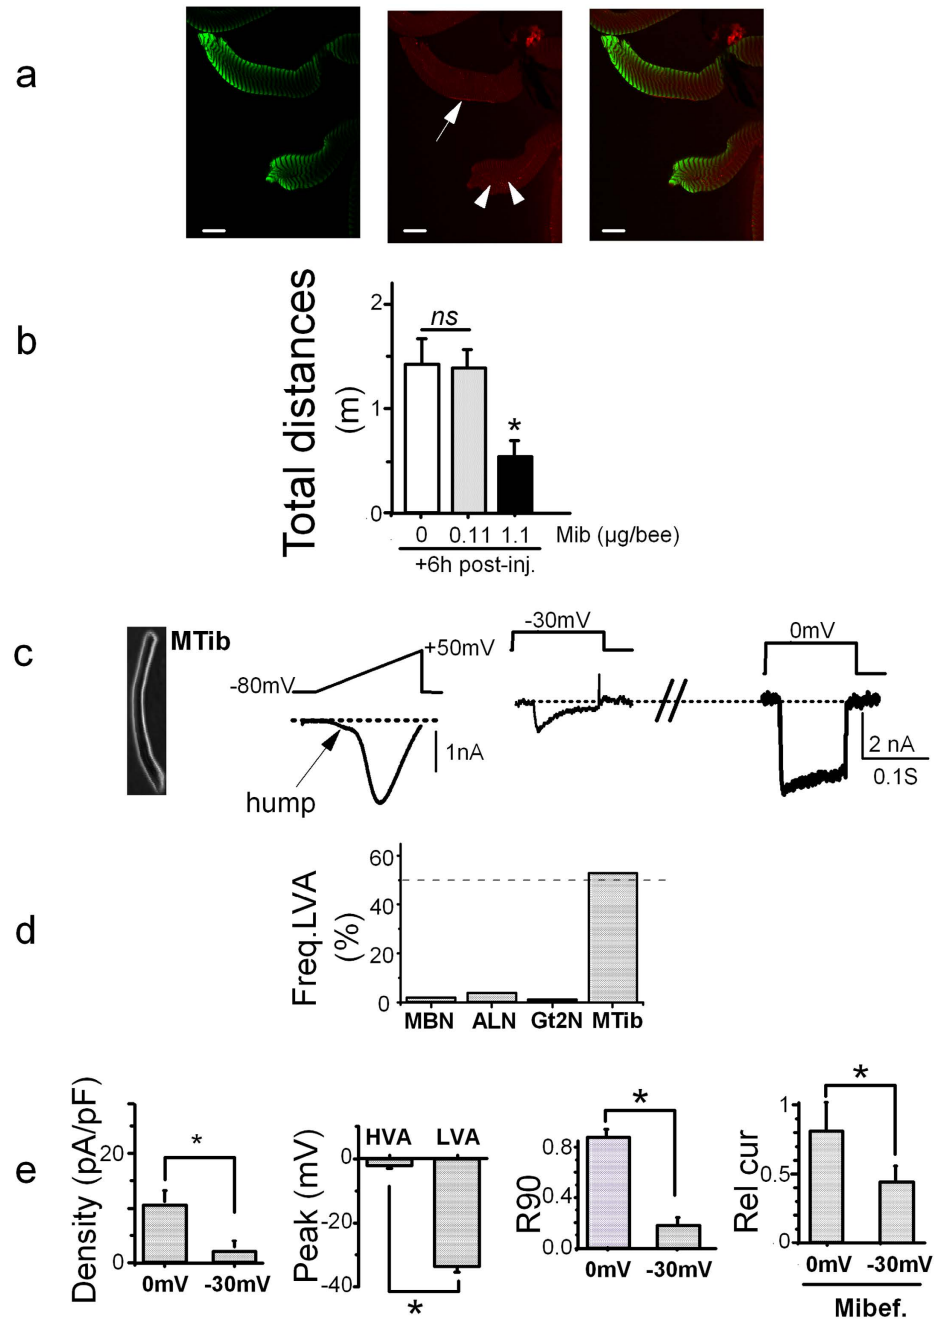 a
b
Total distances
(m)
2
1
0
ns
*
0 0.11 1.1 Mib (µg/bee)
+6h post-inj.
c
MTib
-80mV
+50mV
hump
1nA
-30mV
0mV
2 nA
0.1S
d
Freq.LVA
(%)
60
40
20
0
MBN ALN Gt2N MTib
e
Density (pA/pF)
20
0
*
0mV -30mV
Peak (mV)
HVA LVA
0
-20
-40
*
R90
0.8
0.4
0.0
*
0mV -30mV
Rel cur
1
0.5
0
*
0mV -30mV
Mibef.